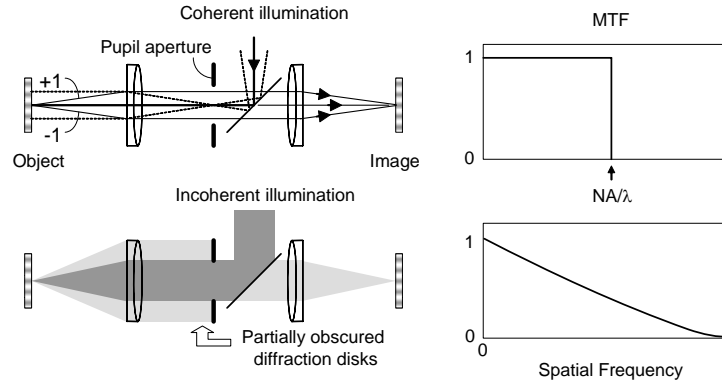 Coherent illumination
MTF
Pupil aperture
+1
-1
1
0
Object
Image
NA/λ
Incoherent illumination
1
0
0
Partially obscured
diffraction disks
Spatial Frequency